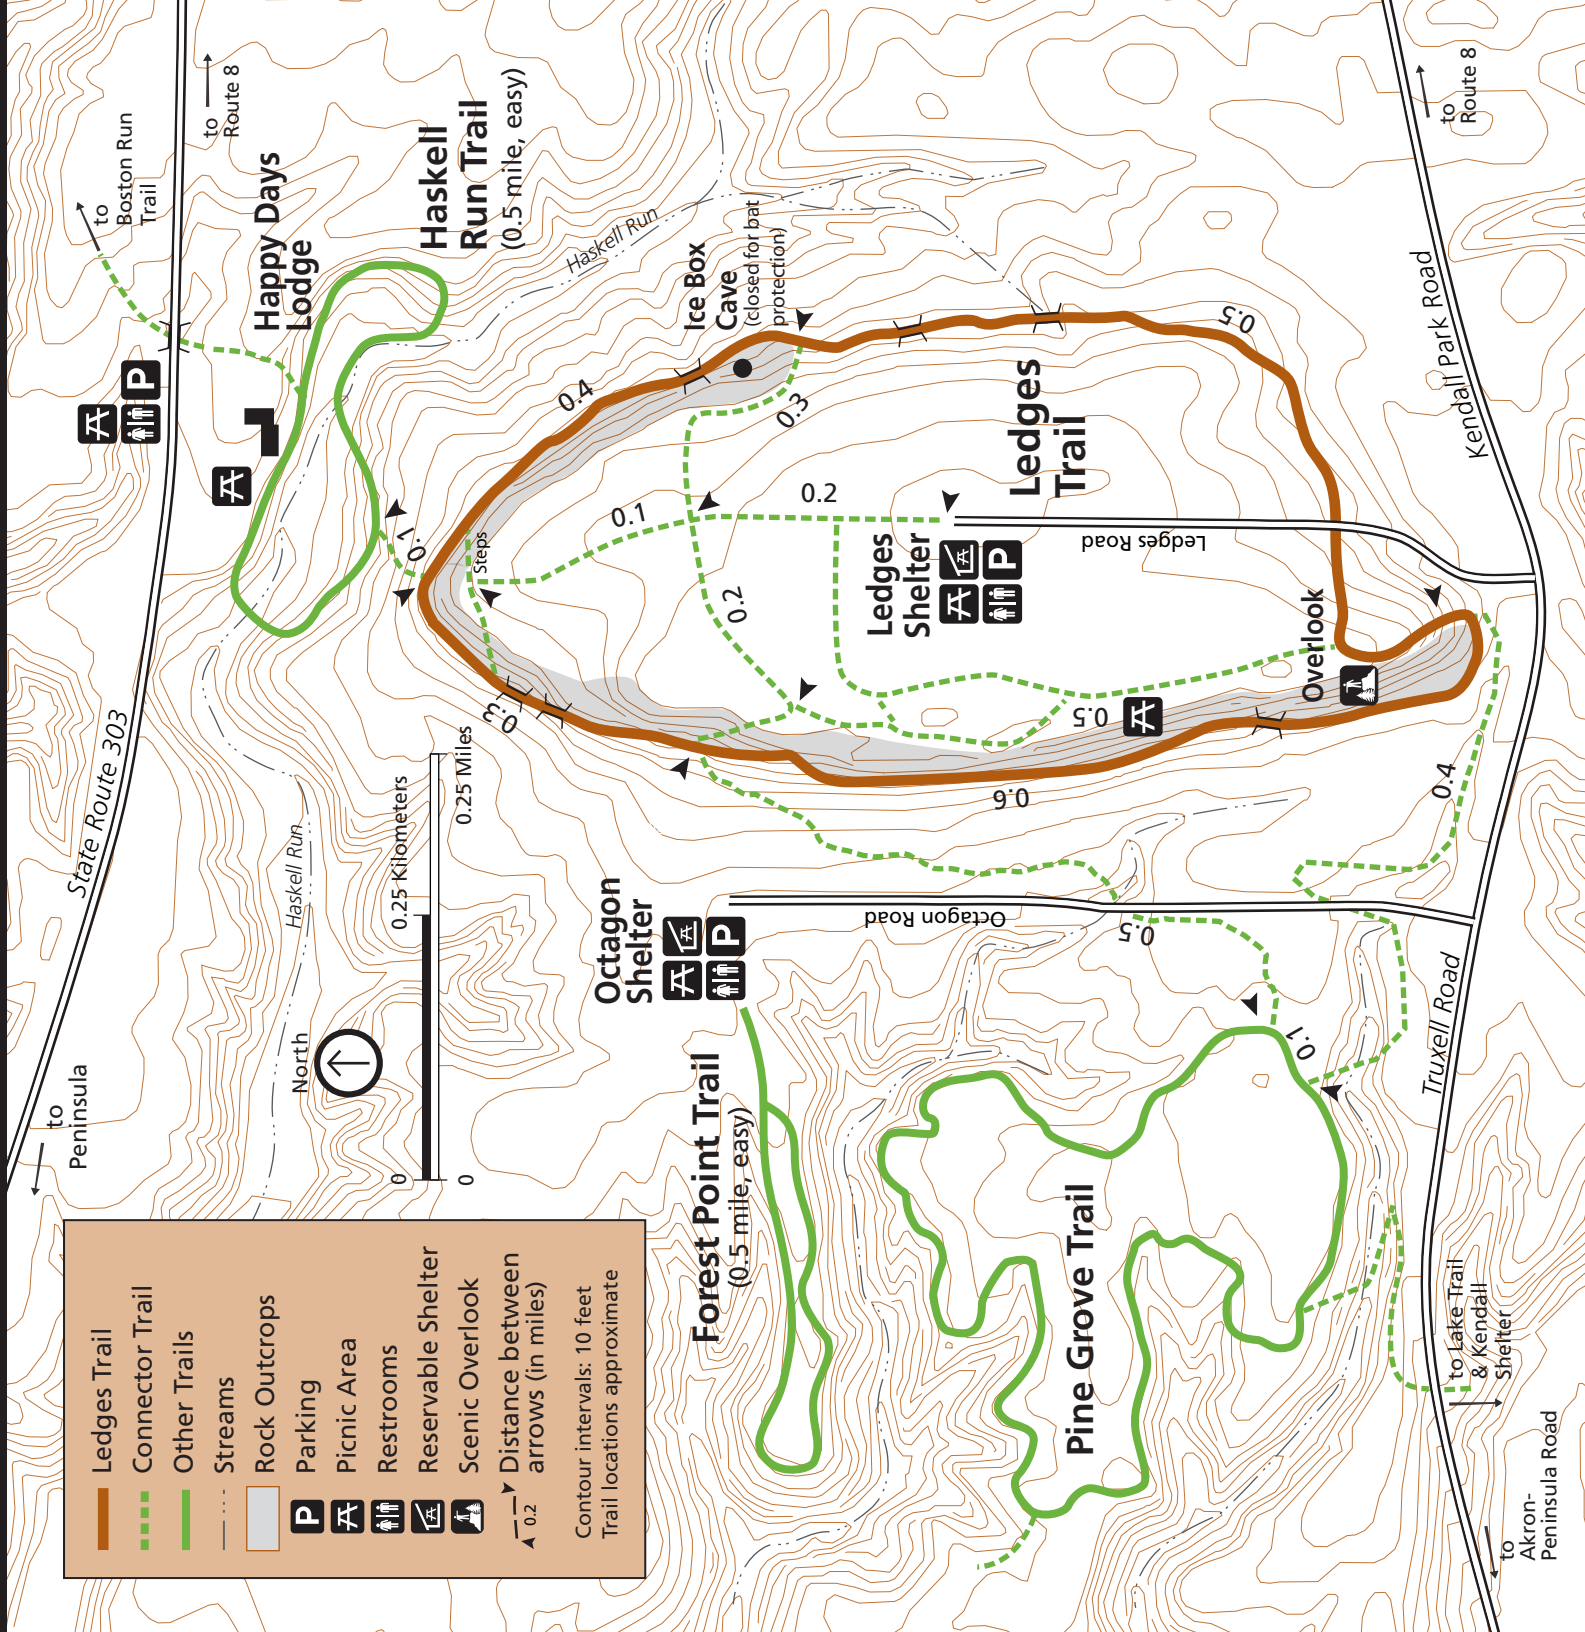 State Route 303
to
Peninsula
to
Route 8
to
Boston Run
Trail
Happy Days
Lodge
P
Haskell
Run Trail
(0.5 mile, easy)
Haskell Run
Haskell Run
Ice Box
Cave
(closed for bat
protection)
0.4
0.3
0.1
Steps
0.1
0.2
0.2
0.3
Ledges
Trail
Ledges
Shelter
P
Ledges Road
0.5
Overlook
0.5
0.6
0.4
Kendall Park Road
to
Route 8
North
0.25 Kilometers
0
0.25 Miles
0
Octagon
Shelter
P
Octagon Road
0.5
0.1
Forest Point Trail
(0.5 mile, easy)
Pine Grove Trail
Truxell Road
to Lake Trail
& Kendall
Shelter
to
Akron-
Peninsula Road
Ledges Trail
Connector Trail
Other Trails
Streams
Rock Outcrops
P Parking
Picnic Area
Restrooms
Reservable Shelter
Scenic Overlook
0.2 Distance between
arrows (in miles)
Contour intervals: 10 feet
Trail locations approximate